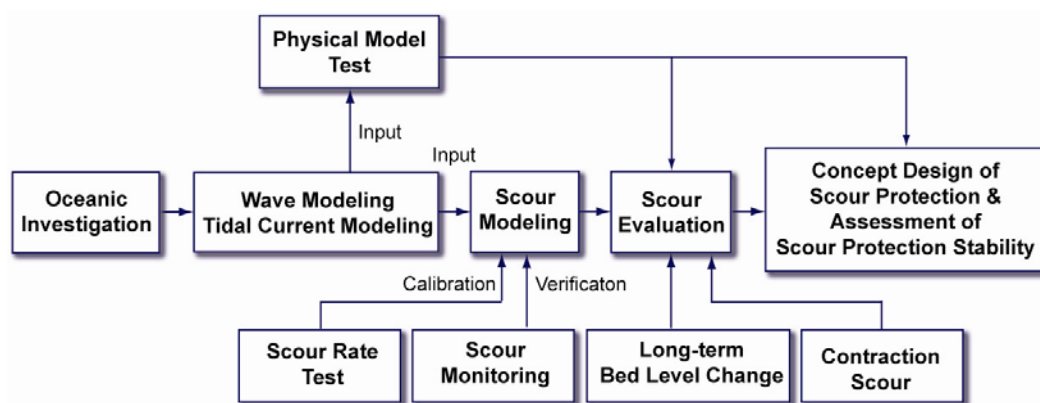 Physical Model
Test
Input
Input
Oceanic
Investigation
Wave Modeling
Tidal Current Modeling
Scour
Modeling
Scour
Evaluation
Concept Design of
Scour Protection &
Assessment of
Scour Protection Stability
Calibration
Verificaton
Scour Rate
Test
Scour
Monitoring
Long-term
Bed Level Change
Contraction
Scour